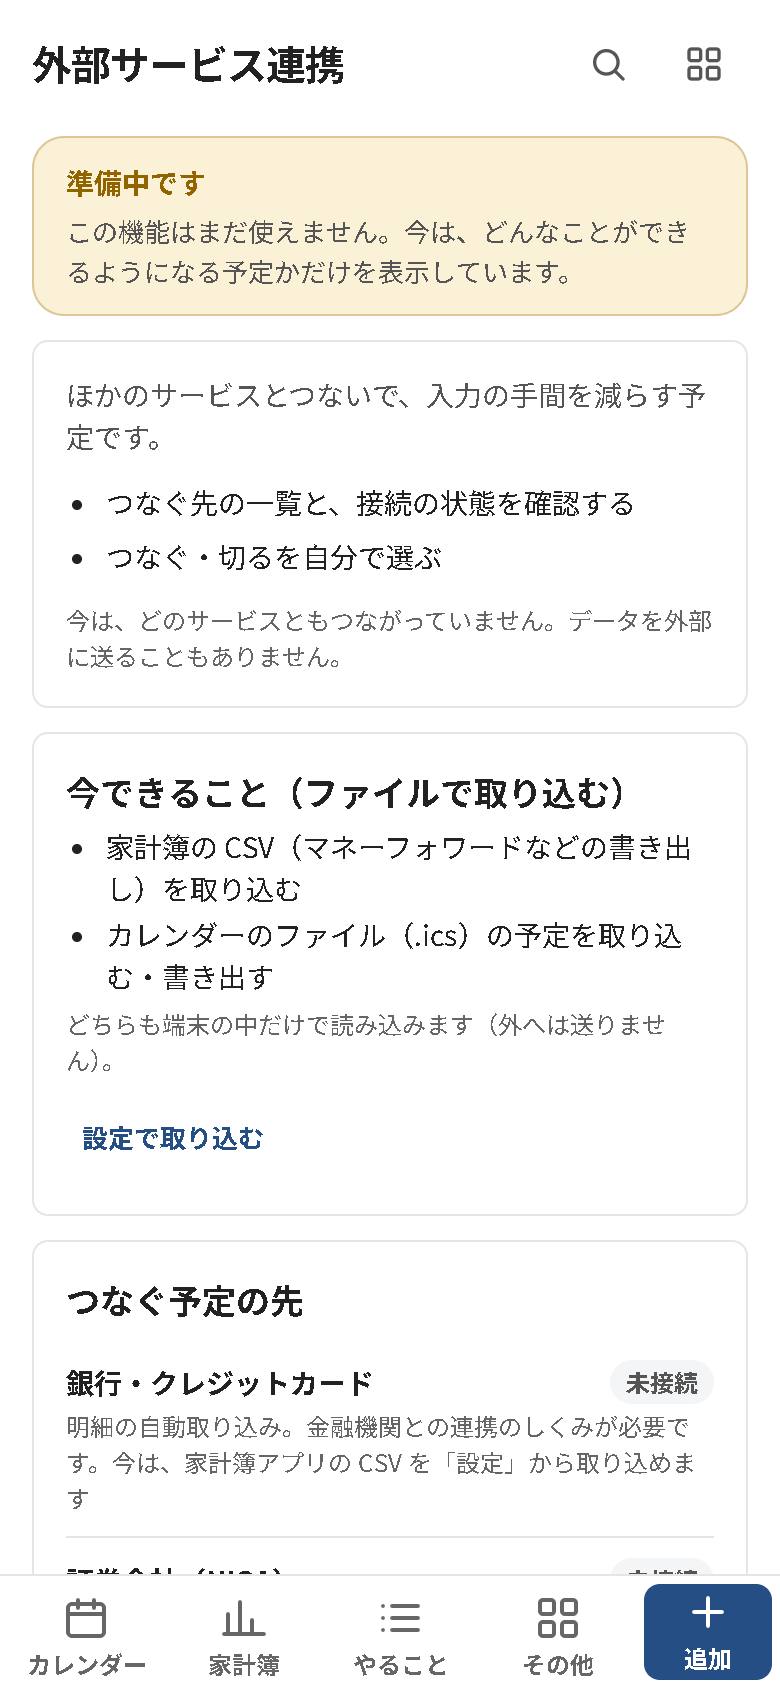 外部サービス連携
準備中です
この機能はまだ使えません。今は、どんなことができ
るようになる予定かだけを表示しています。
ほかのサービスとつないで、入力の手間を減らす予
定です。
• つなぐ先の一覧と、接続の状態を確認する
• つなぐ・切るを自分で選ぶ
今は、どのサービスともつながっていません。データを外部
に送ることもありません。
今できること（ファイルで取り込む）
• 家計簿の CSV（マネーフォワードなどの書き出
し）を取り込む
• カレンダーのファイル（.ics）の予定を取り込
む・書き出す
どちらも端末の中だけで読み込みます（外へは送りませ
ん）。
設定で取り込む
つなぐ予定の先
銀行・クレジットカード 未接続
明細の自動取り込み。金融機関との連携のしくみが必要で
す。今は、家計簿アプリの CSV を「設定」から取り込めま
す
カレンダー 家計簿 やること その他 追加